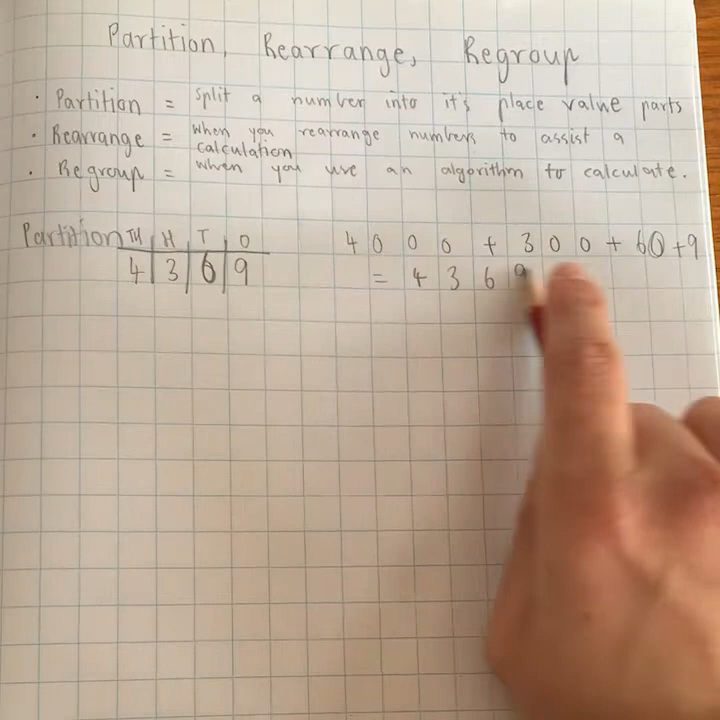 Partition, Rearrange, Regroup
· Partition = split a number into it's place value parts
· Rearrange = when you rearrange numbers to assist a
calculation
· Regroup = when you use an algorithm to calculate.
Partition TH H T O 4000 + 300 + 60 + 9
4 3 6 9 = 4369